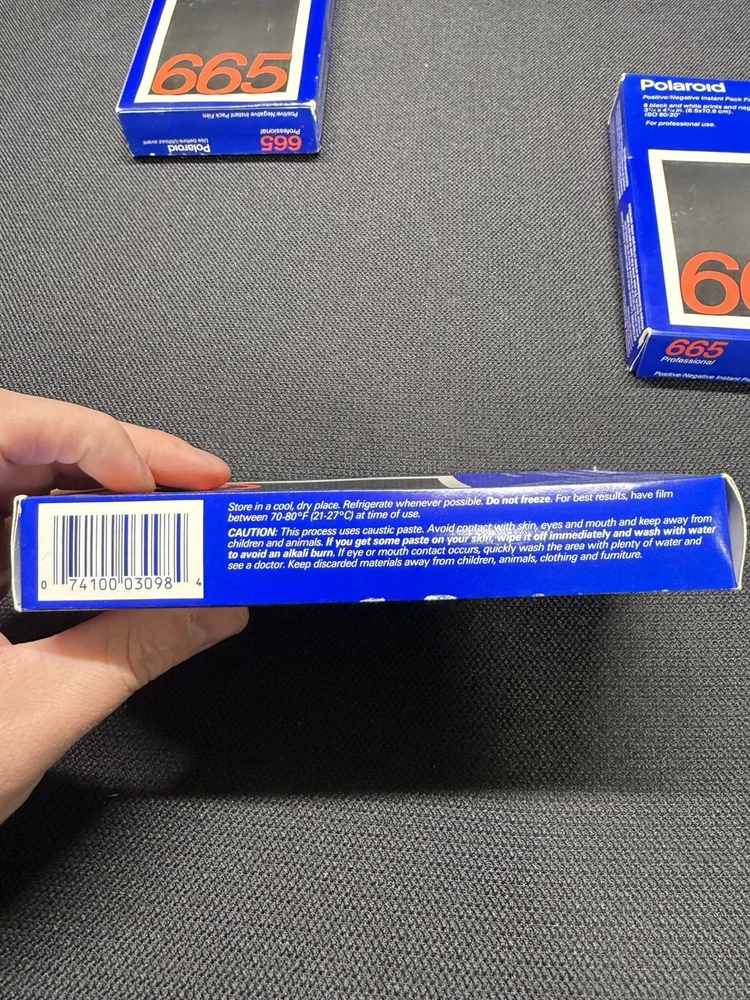 665
Positive/Negative Instant Pack Film
665
Professional
Polaroid
Use before/Utilisez avant
Polaroid
Positive/Negative Instant Pack
8 black and white prints and
3¼ x 4¼ in. (8.5x10.8 cm).
ISO 80/20°
For professional use.
665
Professional
Positive/Negative Instant
Store in a cool, dry place. Refrigerate whenever possible. Do not freeze. For best results, have film
between 70-80°F (21-27°C) at time of use.
CAUTION: This process uses caustic paste. Avoid contact with skin, eyes and mouth and keep away from
children and animals. If you get some paste on your skin, wipe it off immediately and wash with water
to avoid an alkali burn. If eye or mouth contact occurs, quickly wash the area with plenty of water and
see a doctor. Keep discarded materials away from children, animals, clothing and furniture.
0 74100 03098 4